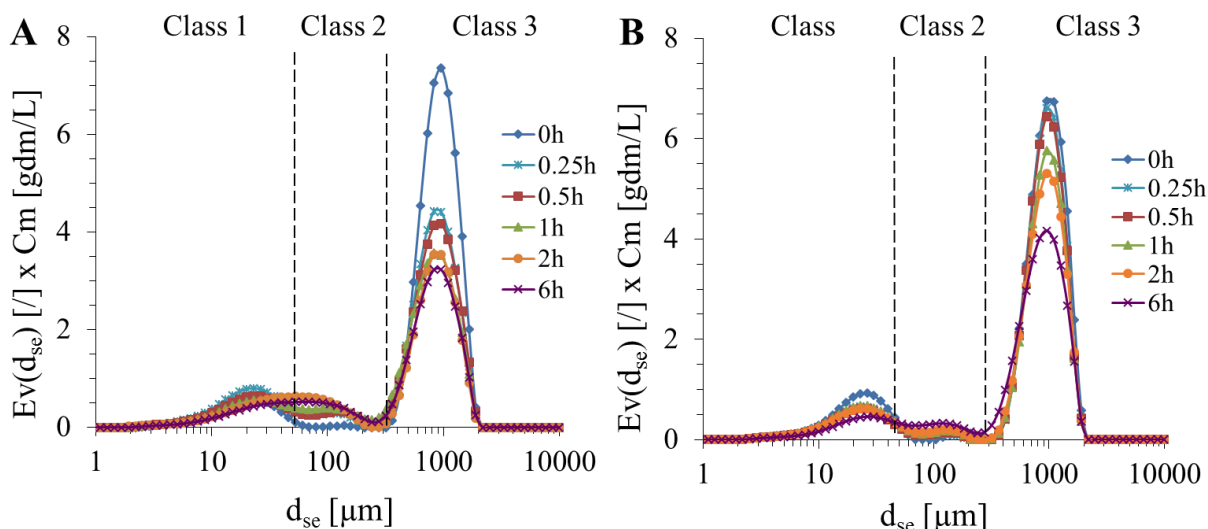 A
Class 1 Class 2 Class 3
8
6
4
2
0
Ev(dse) [/] x Cm [gdm/L]
0h
0.25h
0.5h
1h
2h
6h
1 10 100 1000 10000
dse [µm]
B
Class Class 2 Class 3
8
6
4
2
0
Ev(dse) [/] x Cm [gdm/L]
0h
0.25h
0.5h
1h
2h
6h
1 10 100 1000 10000
dse [µm]